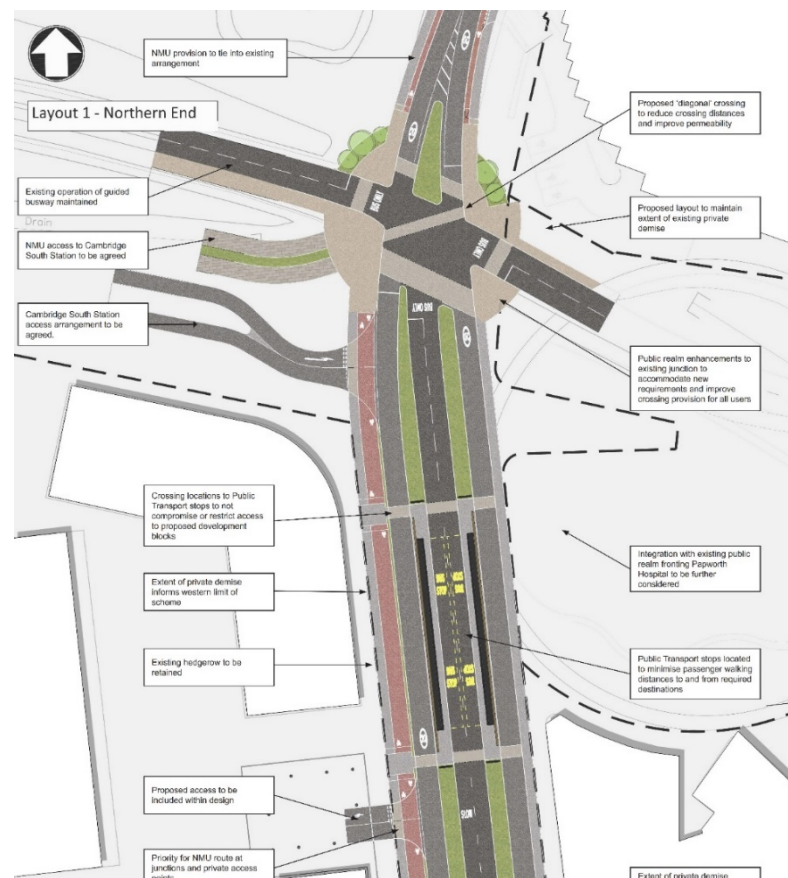 NMU provision to tie into existing
arrangement
Layout 1 - Northern End
Proposed 'diagonal' crossing
to reduce crossing distances
and improve permeability
Existing operation of guided
busway maintained
Drain
Proposed layout to maintain
extent of existing private
demise
NMU access to Cambridge
South Station to be agreed
Cambridge South Station
access arrangement to be
agreed.
BUS ONLY
BUS ONLY
BUS ONLY
Public realm enhancements to
existing junction to
accommodate new
requirements and improve
crossing provision for all users
Crossing locations to Public
Transport stops to not
compromise or restrict access
to proposed development
blocks
Integration with existing public
realm fronting Papworth
Hospital to be further
considered
Extent of private demise
informs western limit of
scheme
Existing hedgerow to be
retained
Public Transport stops located
to minimise passenger walking
distances to and from required
destinations
Proposed access to be
included within design
Priority for NMU route at
junctions and private access
Extent of private demise